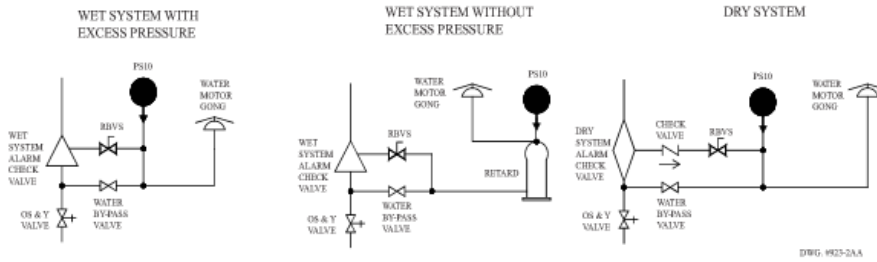 WET SYSTEM WITH
EXCESS PRESSURE
PS10
WATER
MOTOR
GONG
RBVS
WET
SYSTEM
ALARM
CHECK
VALVE
WATER
BY-PASS
VALVE
OS & Y
VALVE
WET SYSTEM WITHOUT
EXCESS PRESSURE
WATER
MOTOR
GONG
PS10
RBVS
WET
SYSTEM
ALARM
CHECK
VALVE
RETARD
WATER
BY-PASS
VALVE
OS & Y
VALVE
DRY SYSTEM
PS10
WATER
MOTOR
GONG
CHECK
VALVE
RBVS
DRY
SYSTEM
ALARM
CHECK
VALVE
WATER
BY-PASS
VALVE
OS & Y
VALVE
DWG. #923-2AA